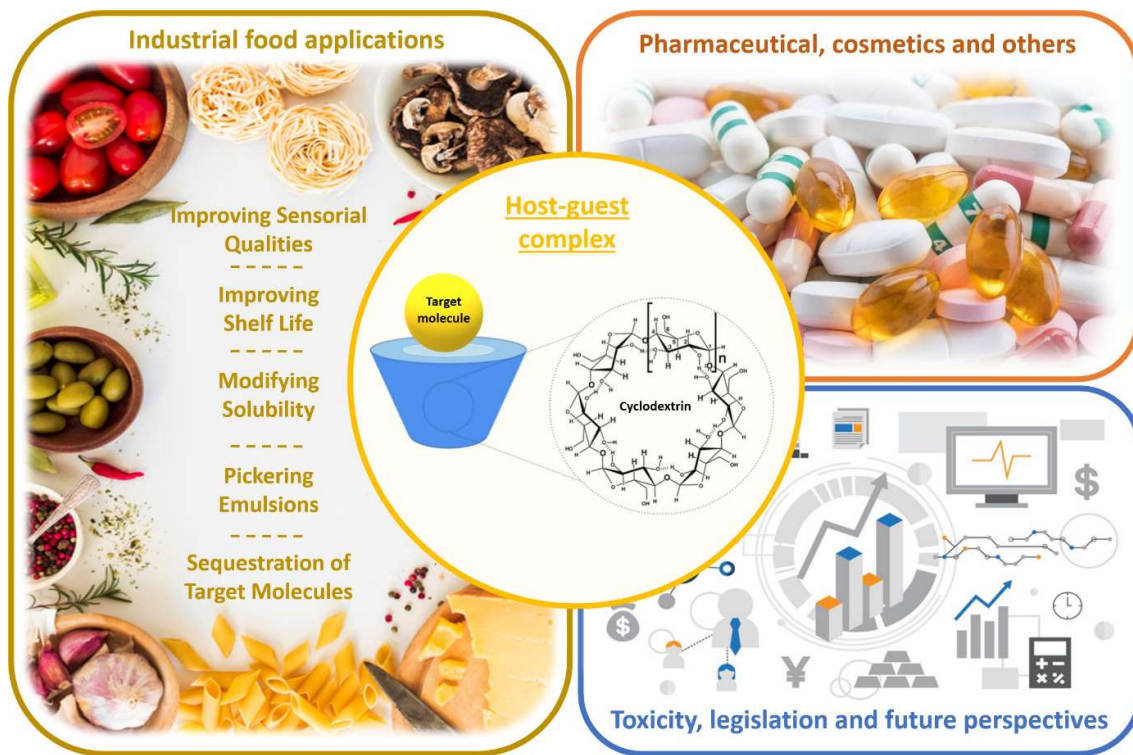 Industrial food applications
Improving Sensorial
Qualities
-----
Improving
Shelf Life
-----
Modifying
Solubility
-----
Pickering
Emulsions
-----
Sequestration of
Target Molecules
Host-guest
complex
Target
molecule
Cyclodextrin
n
Pharmaceutical, cosmetics and others
Toxicity, legislation and future perspectives